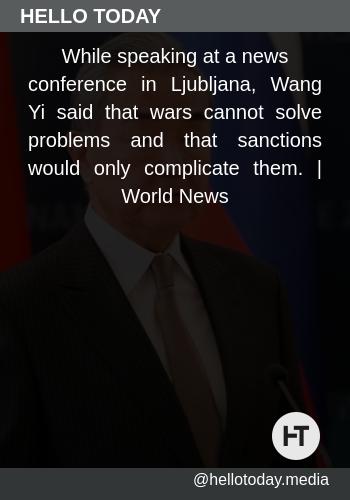 HELLO TODAY
While speaking at a news
conference in Ljubljana, Wang
Yi said that wars cannot solve
problems and that sanctions
would only complicate them. |
World News
HT
@hellotoday.media